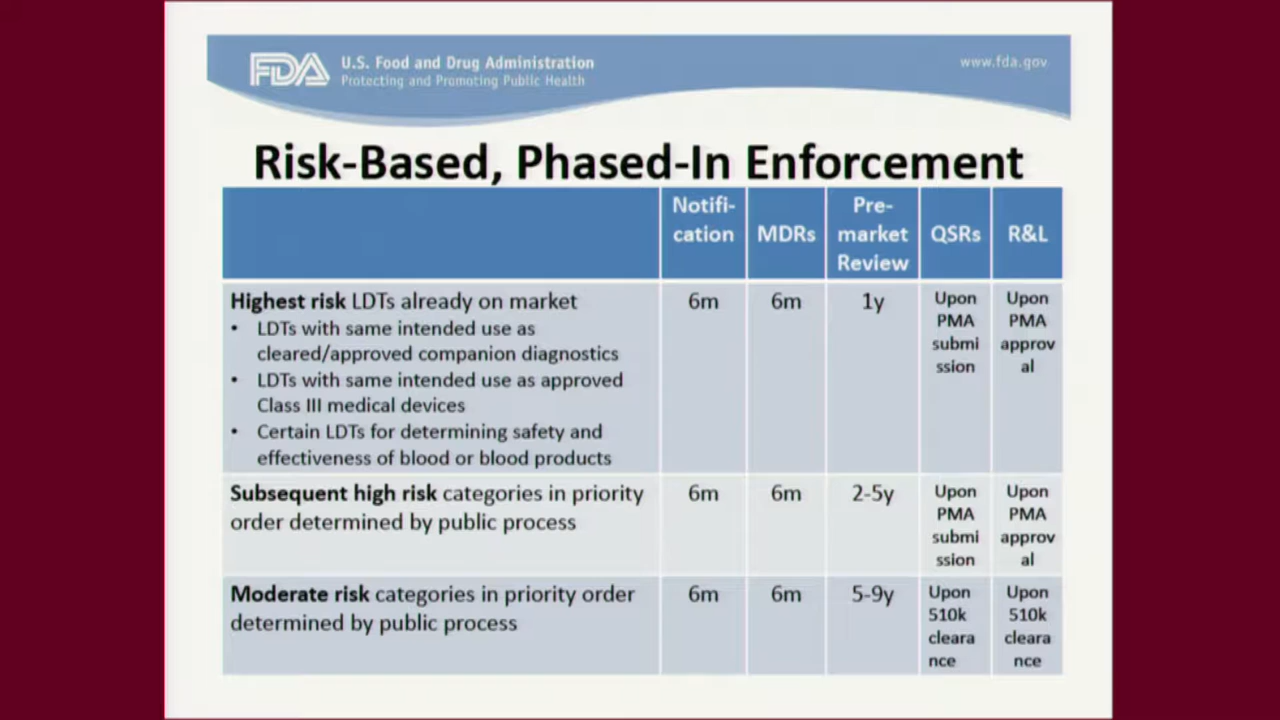 FDA U.S. Food and Drug Administration
Protecting and Promoting Public Health
www.fda.gov
Risk-Based, Phased-In Enforcement
Notifi-
cation
MDRs
Pre-
market
Review
QSRs
R&L
Highest risk LDTs already on market
• LDTs with same intended use as
cleared/approved companion diagnostics
• LDTs with same intended use as approved
Class III medical devices
• Certain LDTs for determining safety and
effectiveness of blood or blood products
6m
6m
1y
Upon
PMA
submi
ssion
Upon
PMA
approv
al
Subsequent high risk categories in priority
order determined by public process
6m
6m
2-5y
Upon
PMA
submi
ssion
Upon
PMA
approv
al
Moderate risk categories in priority order
determined by public process
6m
6m
5-9y
Upon
510k
cleara
nce
Upon
510k
cleara
nce